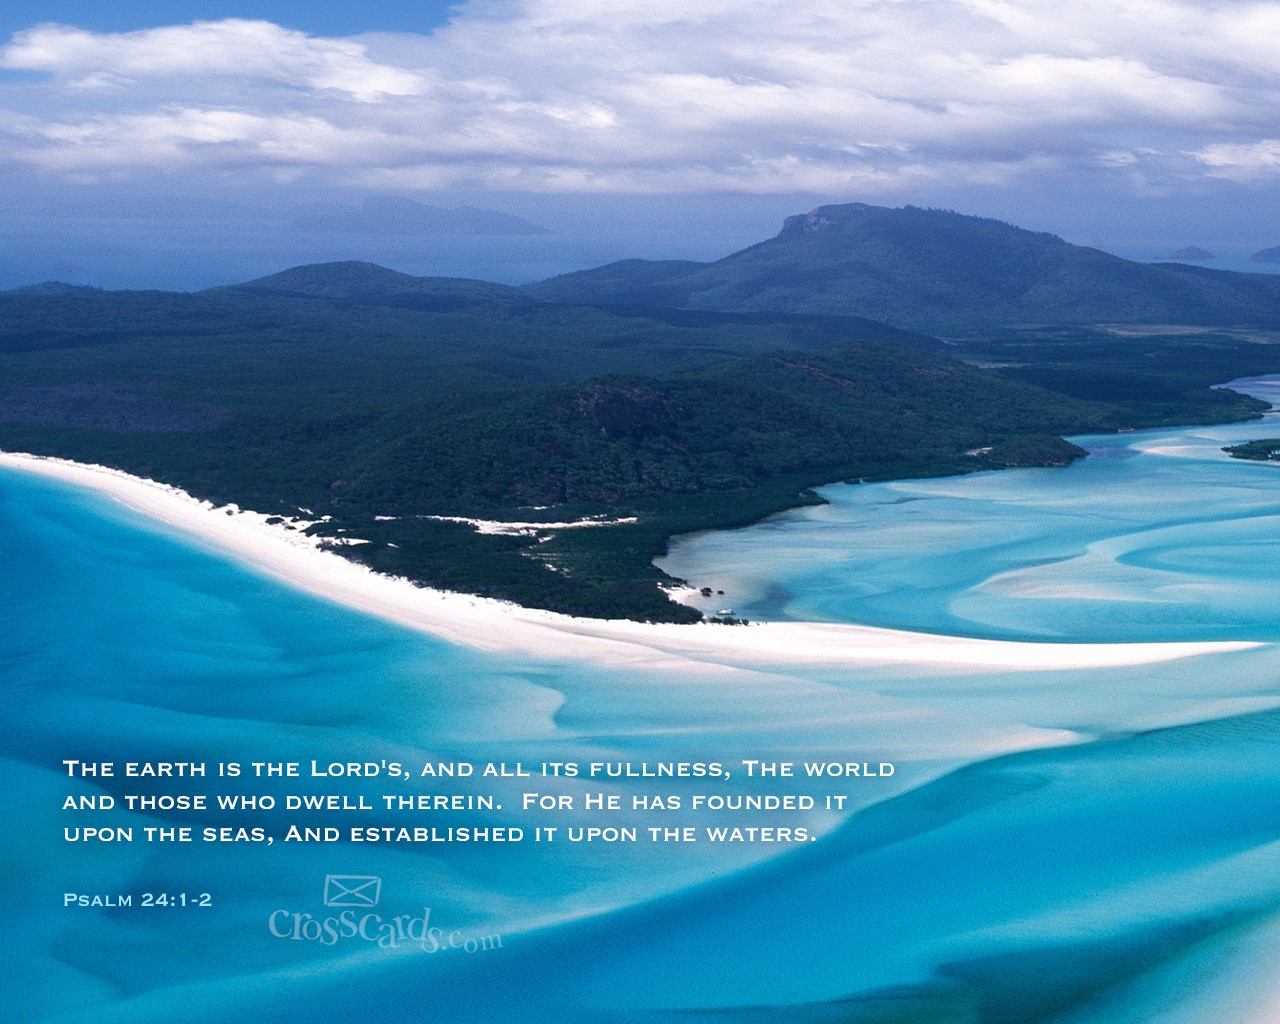 The earth is the Lord's, and all its fullness, The world
and those who dwell therein.  For He has founded it
upon the seas, And established it upon the waters.
Psalm 24:1-2
crosscards.com